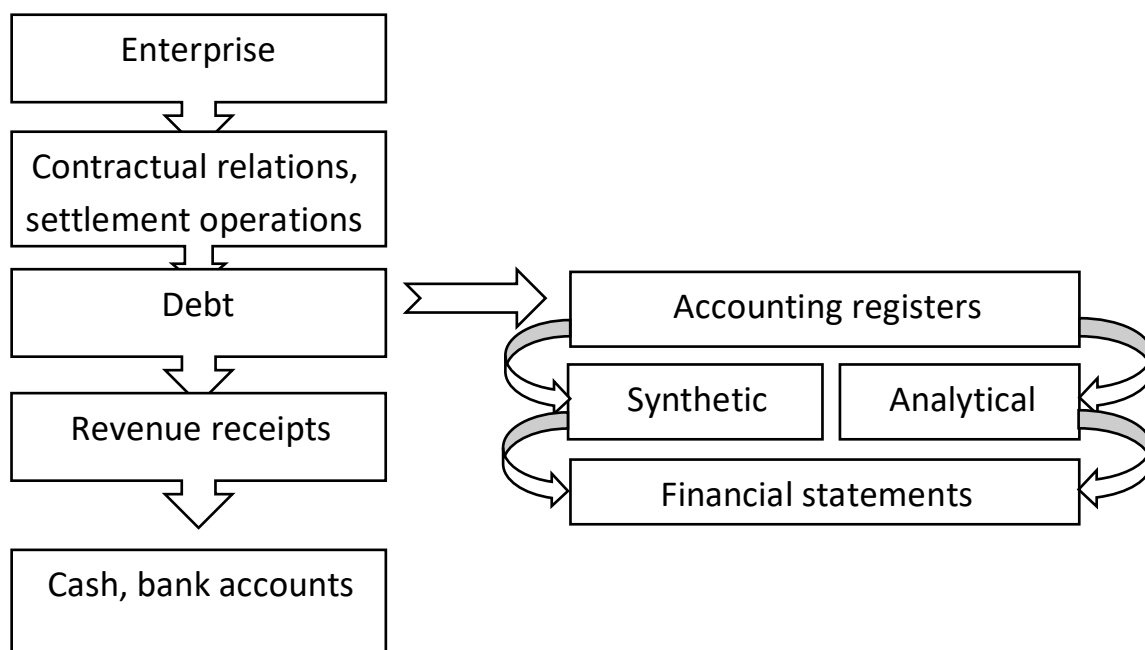 Enterprise
Contractual relations,
settlement operations
Debt
Revenue receipts
Cash, bank accounts
Accounting registers
Synthetic
Analytical
Financial statements